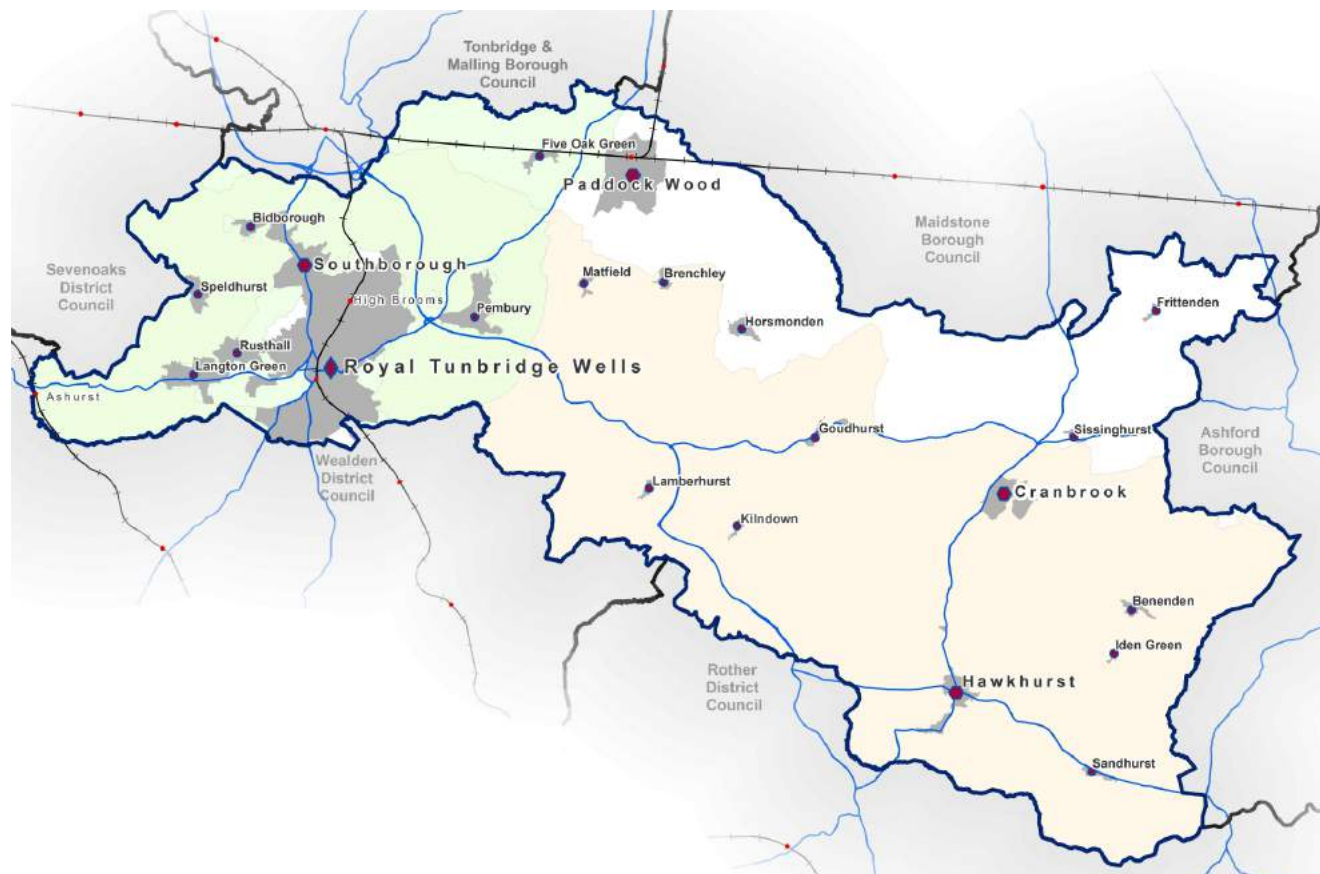 Tonbridge &
Malling Borough
Council
Five Oak Green
Paddock Wood
Maidstone
Borough
Council
Bidborough
Sevenoaks
District
Council
Southborough
Speldhurst
High Brooms
Pembury
Matfield
Brenchley
Frittenden
Horsmonden
Rusthall
Langton Green
Royal Tunbridge Wells
Ashurst
Goudhurst
Sissinghurst
Ashford
Borough
Council
Wealden
District
Council
Lamberhurst
Cranbrook
Kilndown
Benenden
Iden Green
Rother
District
Council
Hawkhurst
Sandhurst